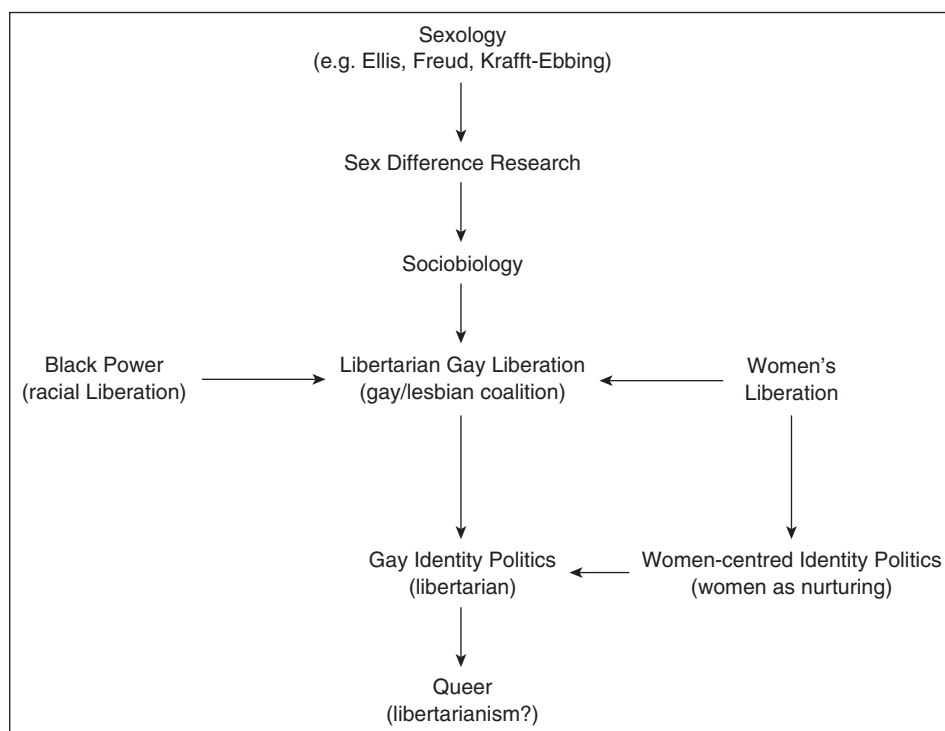 Sexology
(e.g. Ellis, Freud, Krafft-Ebbing)
Sex Difference Research
Sociobiology
Black Power
(racial Liberation)
Libertarian Gay Liberation
(gay/lesbian coalition)
Women's
Liberation
Gay Identity Politics
(libertarian)
Women-centred Identity Politics
(women as nurturing)
Queer
(libertarianism?)